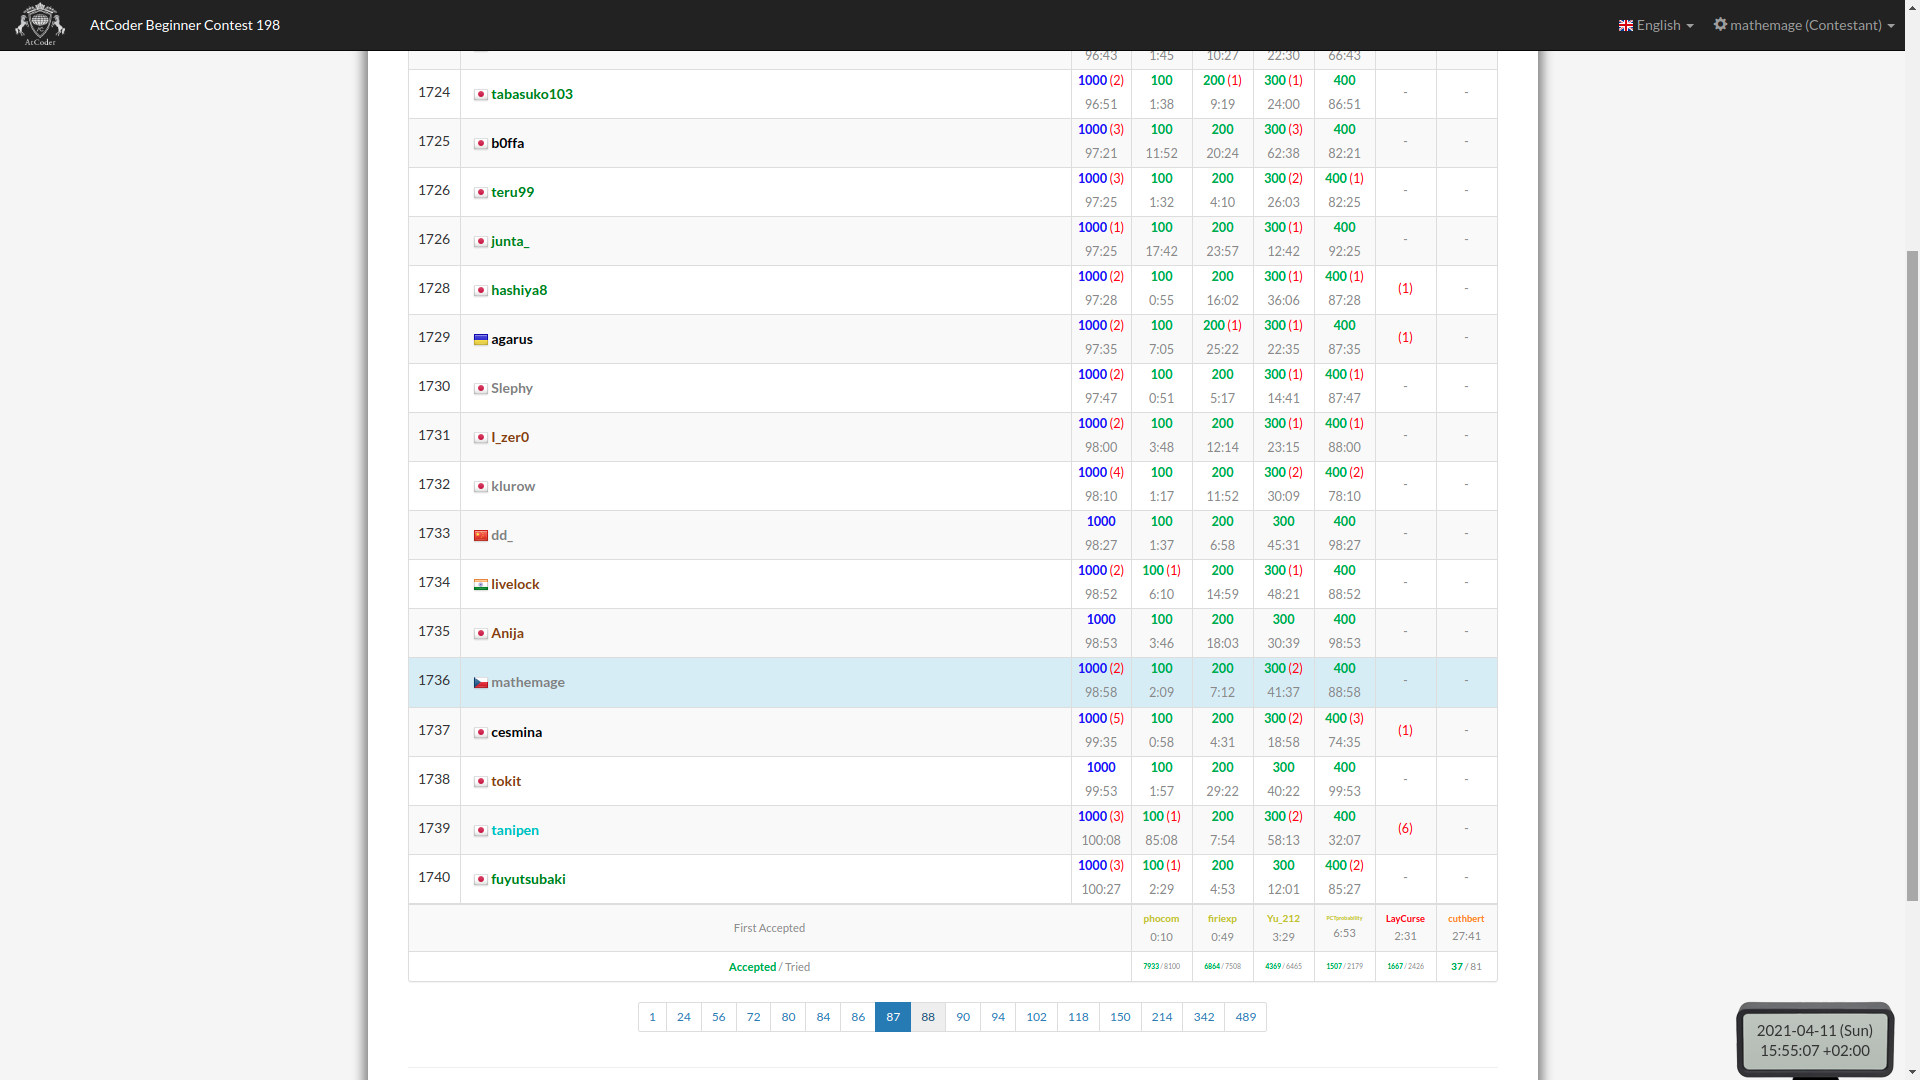 AtCoder
AtCoder Beginner Contest 198
English
mathemage (Contestant)
96:43 1:45 10:27 22:30 66:43
1724 tabasuko103 1000 (2) 100 200 (1) 300 (1) 400 - -
96:51 1:38 9:19 24:00 86:51
1725 b0ffa 1000 (3) 100 200 300 (3) 400 - -
97:21 11:52 20:24 62:38 82:21
1726 teru99 1000 (3) 100 200 300 (2) 400 (1) - -
97:25 1:32 4:10 26:03 82:25
1726 junta_ 1000 (1) 100 200 300 (1) 400 - -
97:25 17:42 23:57 12:42 92:25
1728 hashiya8 1000 (2) 100 200 300 (1) 400 (1) (1) -
97:28 0:55 16:02 36:06 87:28
1729 agarus 1000 (2) 100 200 (1) 300 (1) 400 (1) -
97:35 7:05 25:22 22:35 87:35
1730 Slephy 1000 (2) 100 200 300 (1) 400 (1) - -
97:47 0:51 5:17 14:41 87:47
1731 I_zer0 1000 (2) 100 200 300 (1) 400 (1) - -
98:00 3:48 12:14 23:15 88:00
1732 klurow 1000 (4) 100 200 300 (2) 400 (2) - -
98:10 1:17 11:52 30:09 78:10
1733 dd_ 1000 100 200 300 400 - -
98:27 1:37 6:58 45:31 98:27
1734 livelock 1000 (2) 100 (1) 200 300 (1) 400 - -
98:52 6:10 14:59 48:21 88:52
1735 Anija 1000 100 200 300 400 - -
98:53 3:46 18:03 30:39 98:53
1736 mathemage 1000 (2) 100 200 300 (2) 400 - -
98:58 2:09 7:12 41:37 88:58
1737 cesmina 1000 (5) 100 200 300 (2) 400 (3) (1) -
99:35 0:58 4:31 18:58 74:35
1738 tokit 1000 100 200 300 400 - -
99:53 1:57 29:22 40:22 99:53
1739 tanipen 1000 (3) 100 (1) 200 300 (2) 400 (6) -
100:08 85:08 7:54 58:13 32:07
1740 fuyutsubaki 1000 (3) 100 (1) 200 300 400 (2) - -
100:27 2:29 4:53 12:01 85:27
First Accepted phocom firiexp Yu_212 PCTprobability LayCurse cuthbert
0:10 0:49 3:29 6:53 2:31 27:41
Accepted / Tried 7933 / 8100 6864 / 7508 4369 / 6465 1507 / 2179 1667 / 2426 37 / 81
1 24 56 72 80 84 86 87 88 90 94 102 118 150 214 342 489
2021-04-11 (Sun)
15:55:07 +02:00